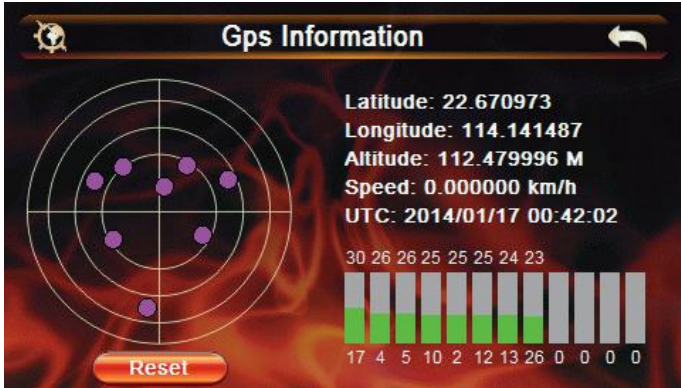 Gps Information
Latitude: 22.670973
Longitude: 114.141487
Altitude: 112.479996 M
Speed: 0.000000 km/h
UTC: 2014/01/17 00:42:02
30 26 26 25 25 25 24 23
17 4 5 10 2 12 13 26 0 0 0 0
Reset